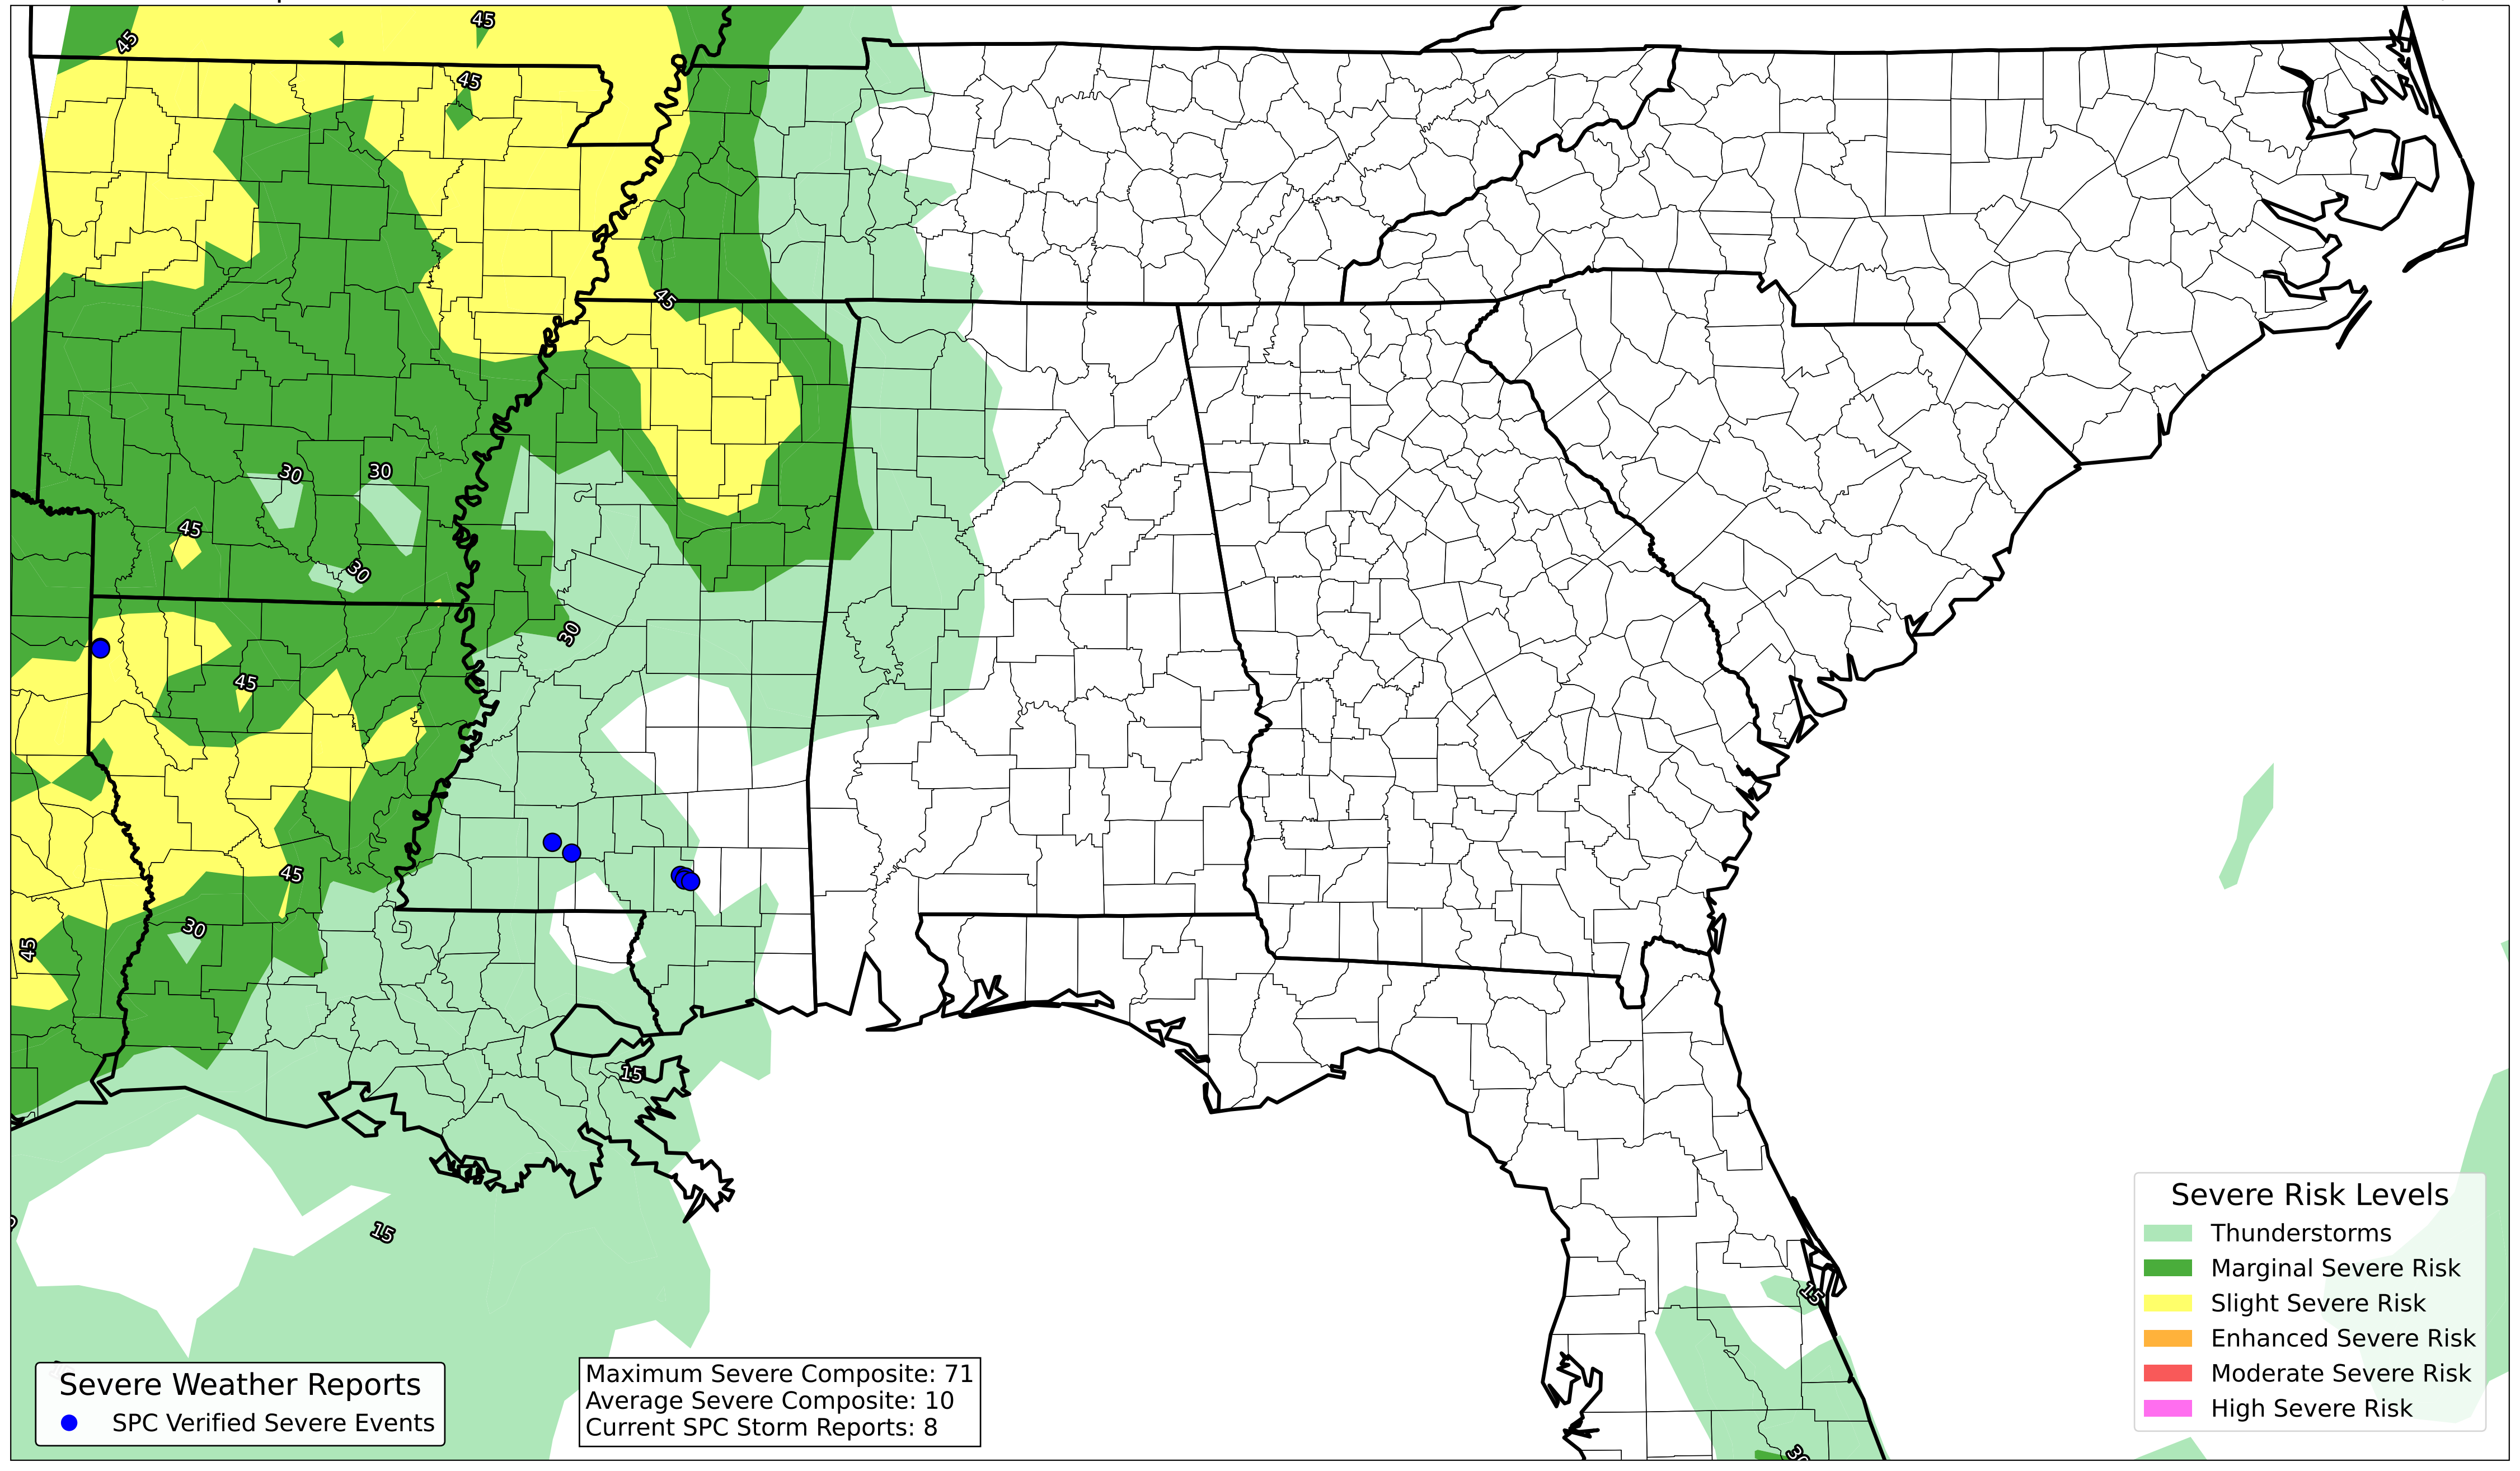 45
45
45
45
30
30
45
30
30
45
45
30
45
15
15
15
30
Severe Risk Levels
Thunderstorms
Marginal Severe Risk
Slight Severe Risk
Enhanced Severe Risk
Moderate Severe Risk
High Severe Risk
Severe Weather Reports
SPC Verified Severe Events
Maximum Severe Composite: 71
Average Severe Composite: 10
Current SPC Storm Reports: 8